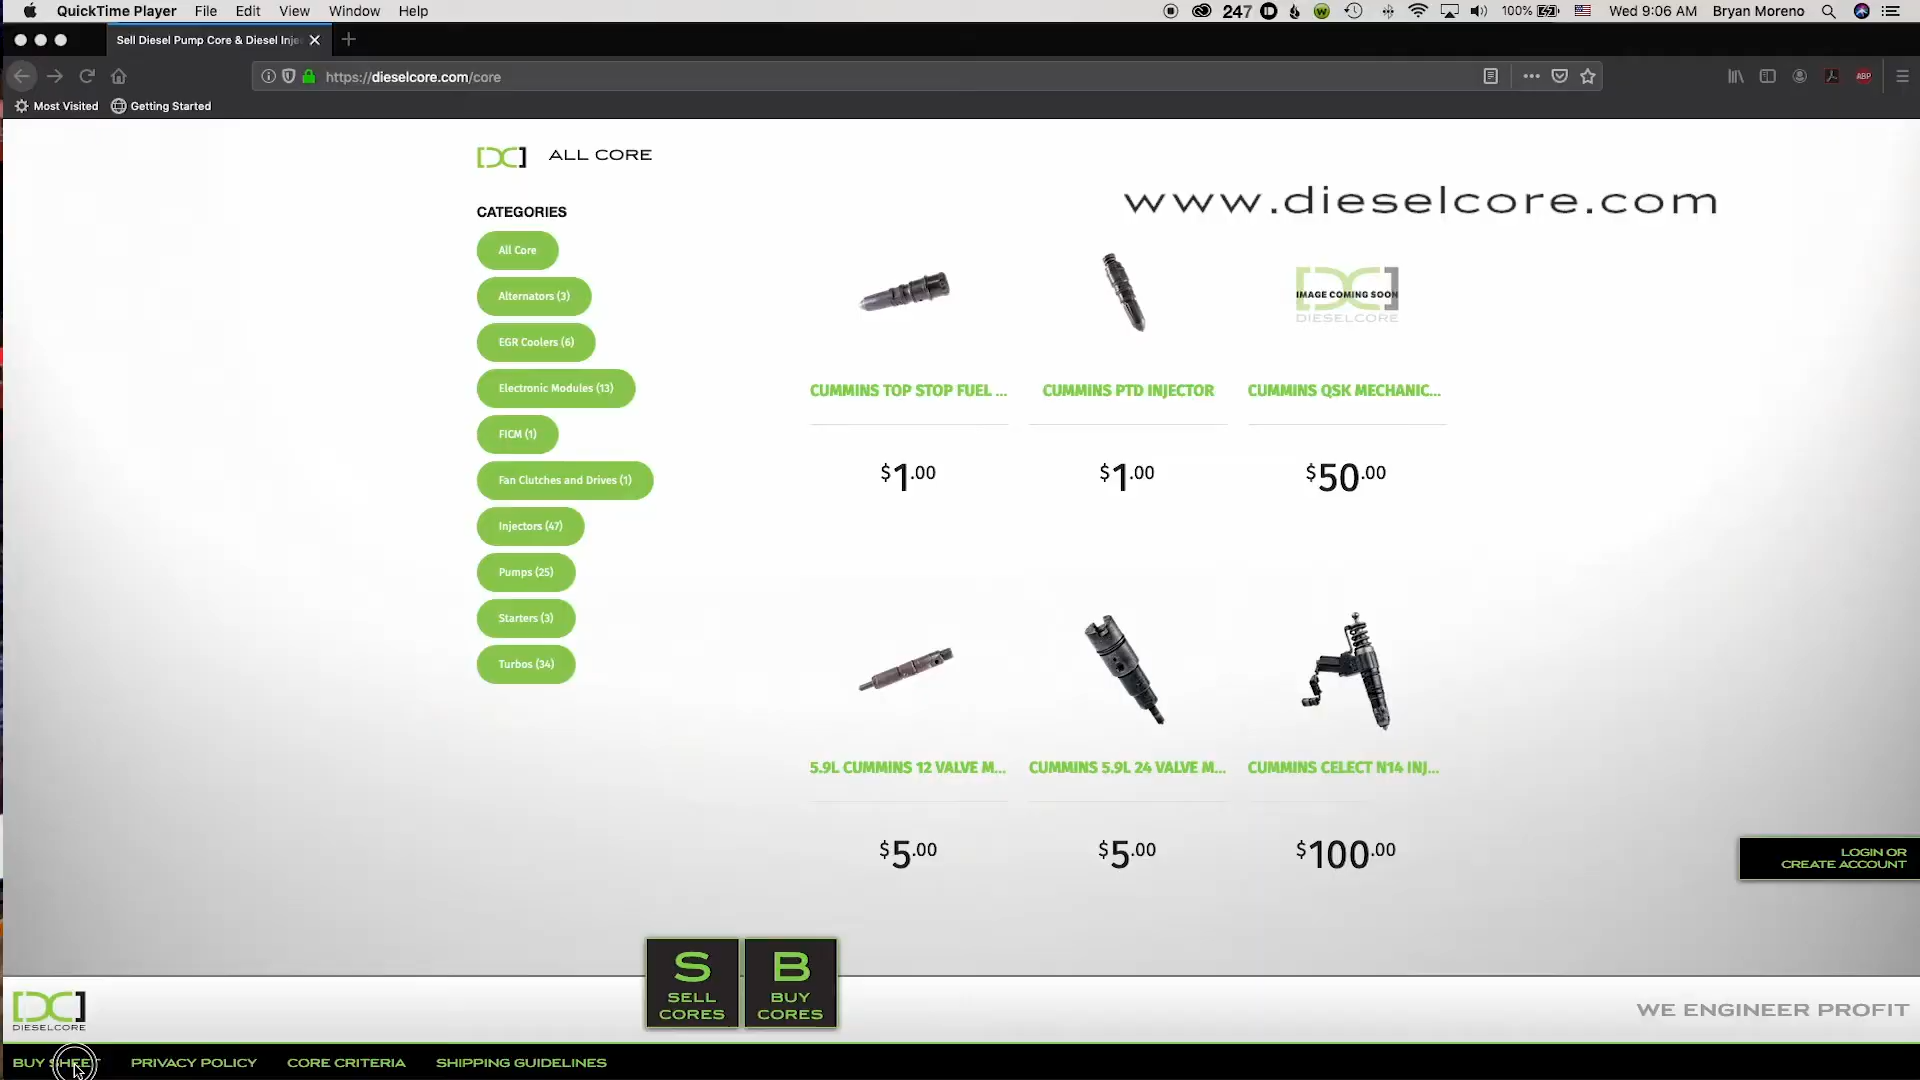 QuickTime Player File Edit View Window Help 247 100% Wed 9:06 AM Bryan Moreno
Sell Diesel Pump Core & Diesel Inje
https://dieselcore.com/core ABP
Most Visited Getting Started
[DC] ALL CORE
www.dieselcore.com
CATEGORIES
All Core
Alternators (3)
EGR Coolers (6)
Electronic Modules (13)
FICM (1)
Fan Clutches and Drives (1)
Injectors (47)
Pumps (25)
Starters (3)
Turbos (34)
IMAGE COMING SOON
DIESELCORE
CUMMINS TOP STOP FUEL ... CUMMINS PTD INJECTOR CUMMINS QSK MECHANIC...
$1.00 $1.00 $50.00
5.9L CUMMINS 12 VALVE M... CUMMINS 5.9L 24 VALVE M... CUMMINS CELECT N14 INJ...
$5.00 $5.00 $100.00
LOGIN OR
CREATE ACCOUNT
S
SELL
CORES
B
BUY
CORES
[DC]
DIESELCORE
WE ENGINEER PROFIT
BUY SHEET PRIVACY POLICY CORE CRITERIA SHIPPING GUIDELINES